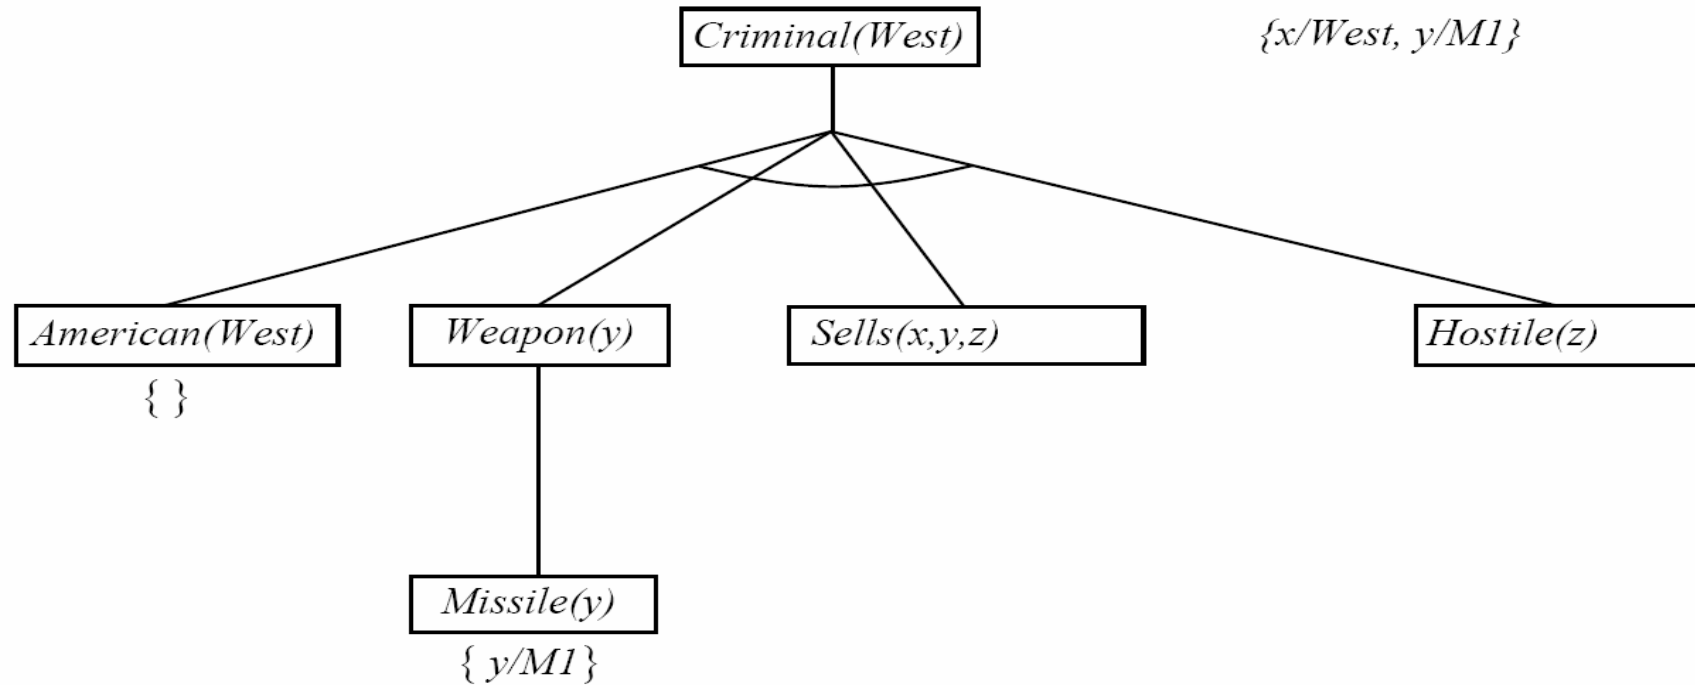 Criminal(West)
{x/West, y/M1}
American(West)
Weapon(y)
Sells(x,y,z)
Hostile(z)
{ }
Missile(y)
{ y/M1 }